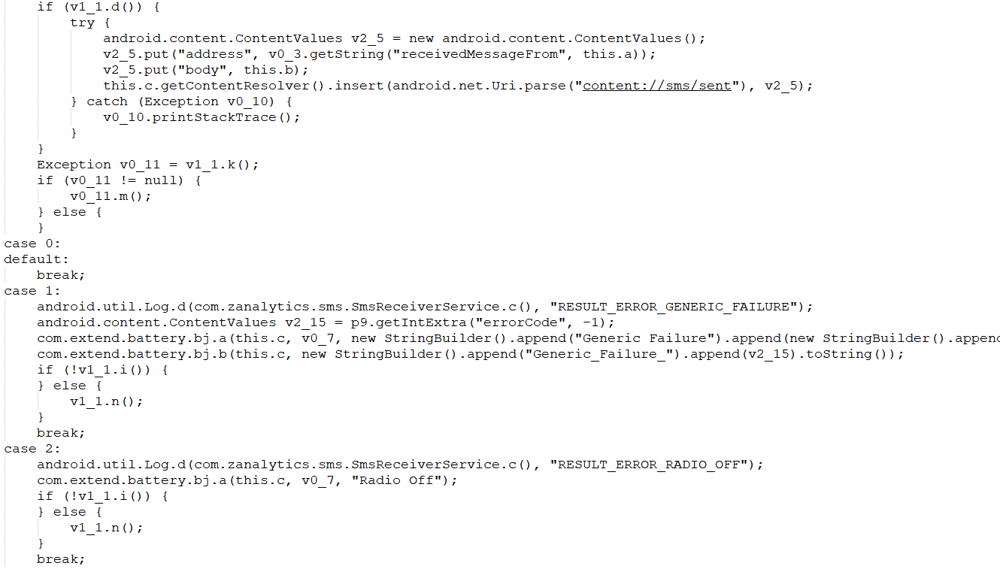 if (v1_1.d()) {
try {
android.content.ContentValues v2_5 = new android.content.ContentValues();
v2_5.put("address", v0_3.getString("receivedMessageFrom", this.a));
v2_5.put("body", this.b);
this.c.getContentResolver().insert(android.net.Uri.parse("content://sms/sent"), v2_5);
} catch (Exception v0_10) {
v0_10.printStackTrace();
}
}
Exception v0_11 = v1_1.k();
if (v0_11 != null) {
v0_11.m();
} else {
}
case 0:
default:
break;
case 1:
android.util.Log.d(com.zanalytics.sms.SmsReceiverService.c(), "RESULT_ERROR_GENERIC_FAILURE");
android.content.ContentValues v2_15 = p9.getIntExtra("errorCode", -1);
com.extend.battery.bj.a(this.c, v0_7, new StringBuilder().append("Generic Failure").append(new StringBuilder().append
com.extend.battery.bj.b(this.c, new StringBuilder().append("Generic_Failure_").append(v2_15).toString());
if (!v1_1.i()) {
} else {
v1_1.n();
}
break;
case 2:
android.util.Log.d(com.zanalytics.sms.SmsReceiverService.c(), "RESULT_ERROR_RADIO_OFF");
com.extend.battery.bj.a(this.c, v0_7, "Radio Off");
if (!v1_1.i()) {
} else {
v1_1.n();
}
break;